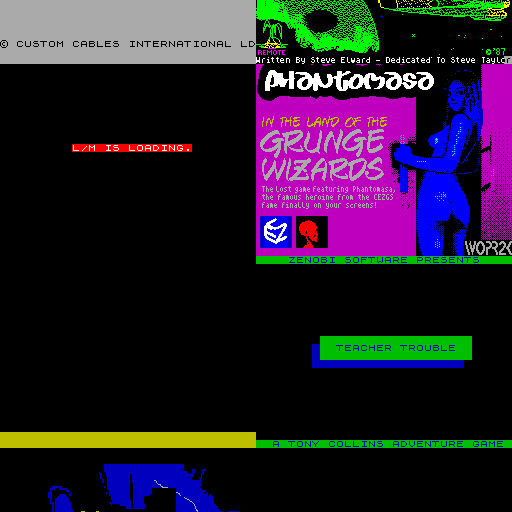 © CUSTOM CABLES INTERNATIONAL LD
L/M IS LOADING.
REMOTE
©'87
Written By Steve Elward - Dedicated To Steve Taylor
PHANTOMASA
IN THE LAND OF THE
GRUNGE
WIZARDS
The lost game featuring Phantomasa,
the famous heroine from the CEZGS
fame finally on your screens!
EZ
WOPR2K
ZENOBI SOFTWARE PRESENTS
TEACHER TROUBLE
A TONY COLLINS ADVENTURE GAME